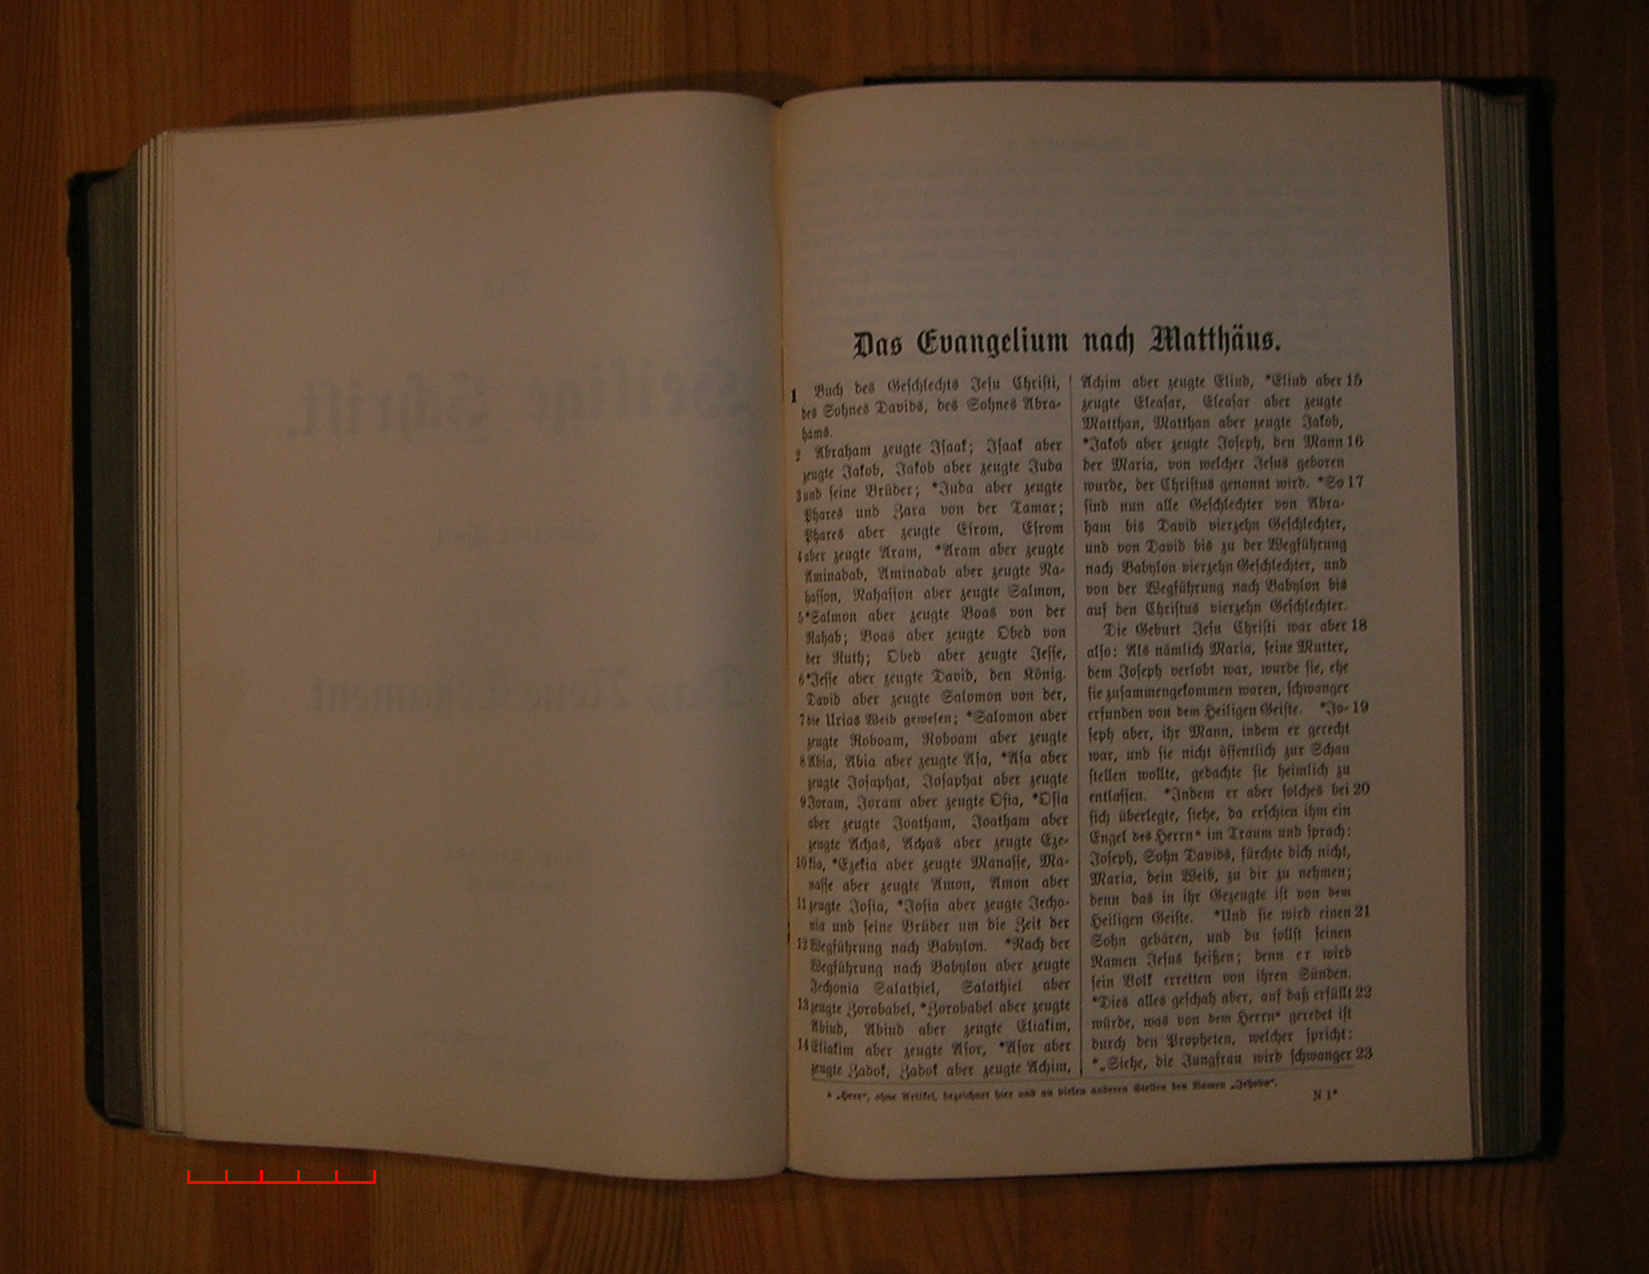 Das Evangelium nach Matthäus.
1 Buch des Geschlechts Jesu Christi,
des Sohnes Davids, des Sohnes Abra-
hams.
2 Abraham zeugte Isaak; Isaak aber
zeugte Jakob, Jakob aber zeugte Juda
3 und seine Brüder; *Juda aber zeugte
Phares und Zara von der Tamar;
Phares aber zeugte Esrom, Esrom
4 aber zeugte Aram, *Aram aber zeugte
Aminadab, Aminadab aber zeugte Na-
hasson, Nahasson aber zeugte Salmon,
5 *Salmon aber zeugte Boas von der
Rahab; Boas aber zeugte Obed von
der Ruth; Obed aber zeugte Jesse,
6 *Jesse aber zeugte David, den König.
David aber zeugte Salomon von der,
7 die Urias Weib gewesen; *Salomon aber
zeugte Roboam, Roboam aber zeugte
8 Abia, Abia aber zeugte Asa, *Asa aber
zeugte Josaphat, Josaphat aber zeugte
9 Joram, Joram aber zeugte Osia, *Osia
aber zeugte Joatham, Joatham aber
zeugte Achas, Achas aber zeugte Eze-
10 kia, *Ezekia aber zeugte Manasse, Ma-
nasse aber zeugte Amon, Amon aber
11 zeugte Josia, *Josia aber zeugte Jecho-
nia und seine Brüder um die Zeit der
12 Wegführung nach Babylon. *Nach der
Wegführung nach Babylon aber zeugte
Jechonia Salathiel, Salathiel aber
13 zeugte Zorobabel, *Zorobabel aber zeugte
Abiud, Abiud aber zeugte Eliakim,
14 Eliakim aber zeugte Asor, *Asor aber
zeugte Zadok, Zadok aber zeugte Achim,
Achim aber zeugte Eliud, *Eliud aber 15
zeugte Eleasar, Eleasar aber zeugte
Matthan, Matthan aber zeugte Jakob,
*Jakob aber zeugte Joseph, den Mann 16
der Maria, von welcher Jesus geboren
wurde, der Christus genannt wird. *So 17
sind nun alle Geschlechter von Abra-
ham bis David vierzehn Geschlechter,
und von David bis zu der Wegführung
nach Babylon vierzehn Geschlechter, und
von der Wegführung nach Babylon bis
auf den Christus vierzehn Geschlechter.
Die Geburt Jesu Christi war aber 18
also: Als nämlich Maria, seine Mutter,
dem Joseph verlobt war, wurde sie, ehe
sie zusammengekommen waren, schwanger
erfunden von dem Heiligen Geiste. *Jo- 19
seph aber, ihr Mann, indem er gerecht
war, und sie nicht öffentlich zur Schau
stellen wollte, gedachte sie heimlich zu
entlassen. *Indem er aber solches bei 20
sich überlegte, siehe, da erschien ihm ein
Engel des Herrn* im Traum und sprach:
Joseph, Sohn Davids, fürchte dich nicht,
Maria, dein Weib, zu dir zu nehmen;
denn das in ihr Gezeugte ist von dem
Heiligen Geiste. *Und sie wird einen 21
Sohn gebären, und du sollst seinen
Namen Jesus heißen; denn er wird
sein Volk erretten von ihren Sünden.
*Dies alles geschah aber, auf daß erfüllt 22
würde, was von dem Herrn* geredet ist
durch den Propheten, welcher spricht:
*„Siehe, die Jungfrau wird schwanger 23
* „Herr“, ohne Artikel, bezeichnet hier und an vielen anderen Stellen den Namen „Jehova“.
N 1*
Heilige Schrift.
Das Neue Testament